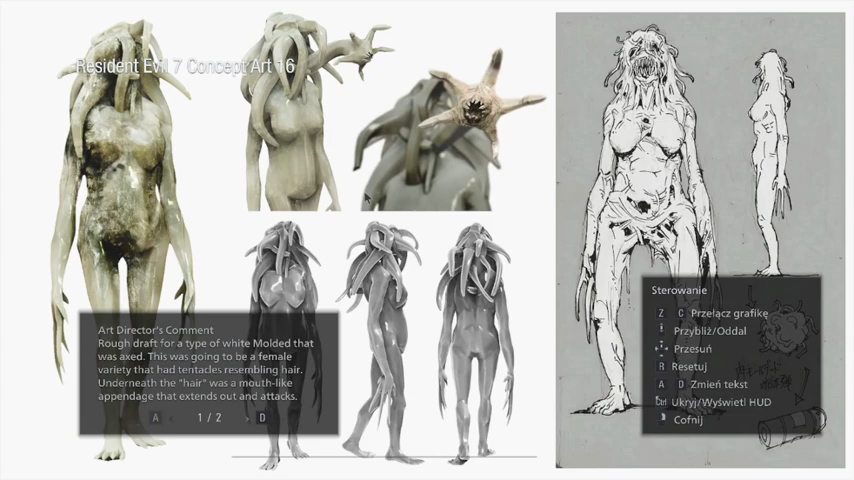 Resident Evil 7 Concept Art 16
Art Director's Comment
Rough draft for a type of white Molded that
was axed. This was going to be a female
variety that had tentacles resembling hair.
Underneath the "hair" was a mouth-like
appendage that extends out and attacks.
A 1 / 2 D
Sterowanie
Z C Przełącz grafikę
Przybliż/Oddal
Przesuń
R Resetuj
A D Zmień tekst
Ctrl Ukryj/Wyświetl HUD
Cofnij